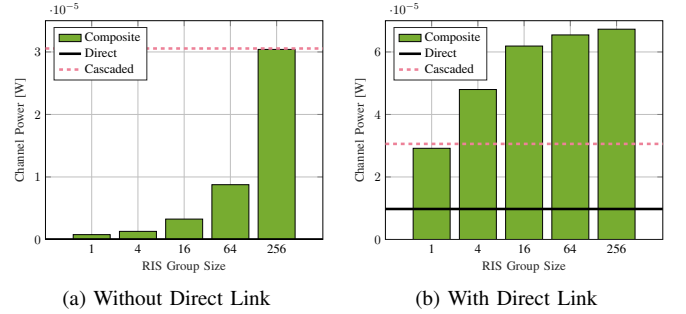 ·10⁻⁵
Composite
Direct
Cascaded
3
2
1
0
Channel Power [W]
1 4 16 64 256
RIS Group Size
(a) Without Direct Link
·10⁻⁵
Composite
Direct
Cascaded
6
4
2
0
Channel Power [W]
1 4 16 64 256
RIS Group Size
(b) With Direct Link